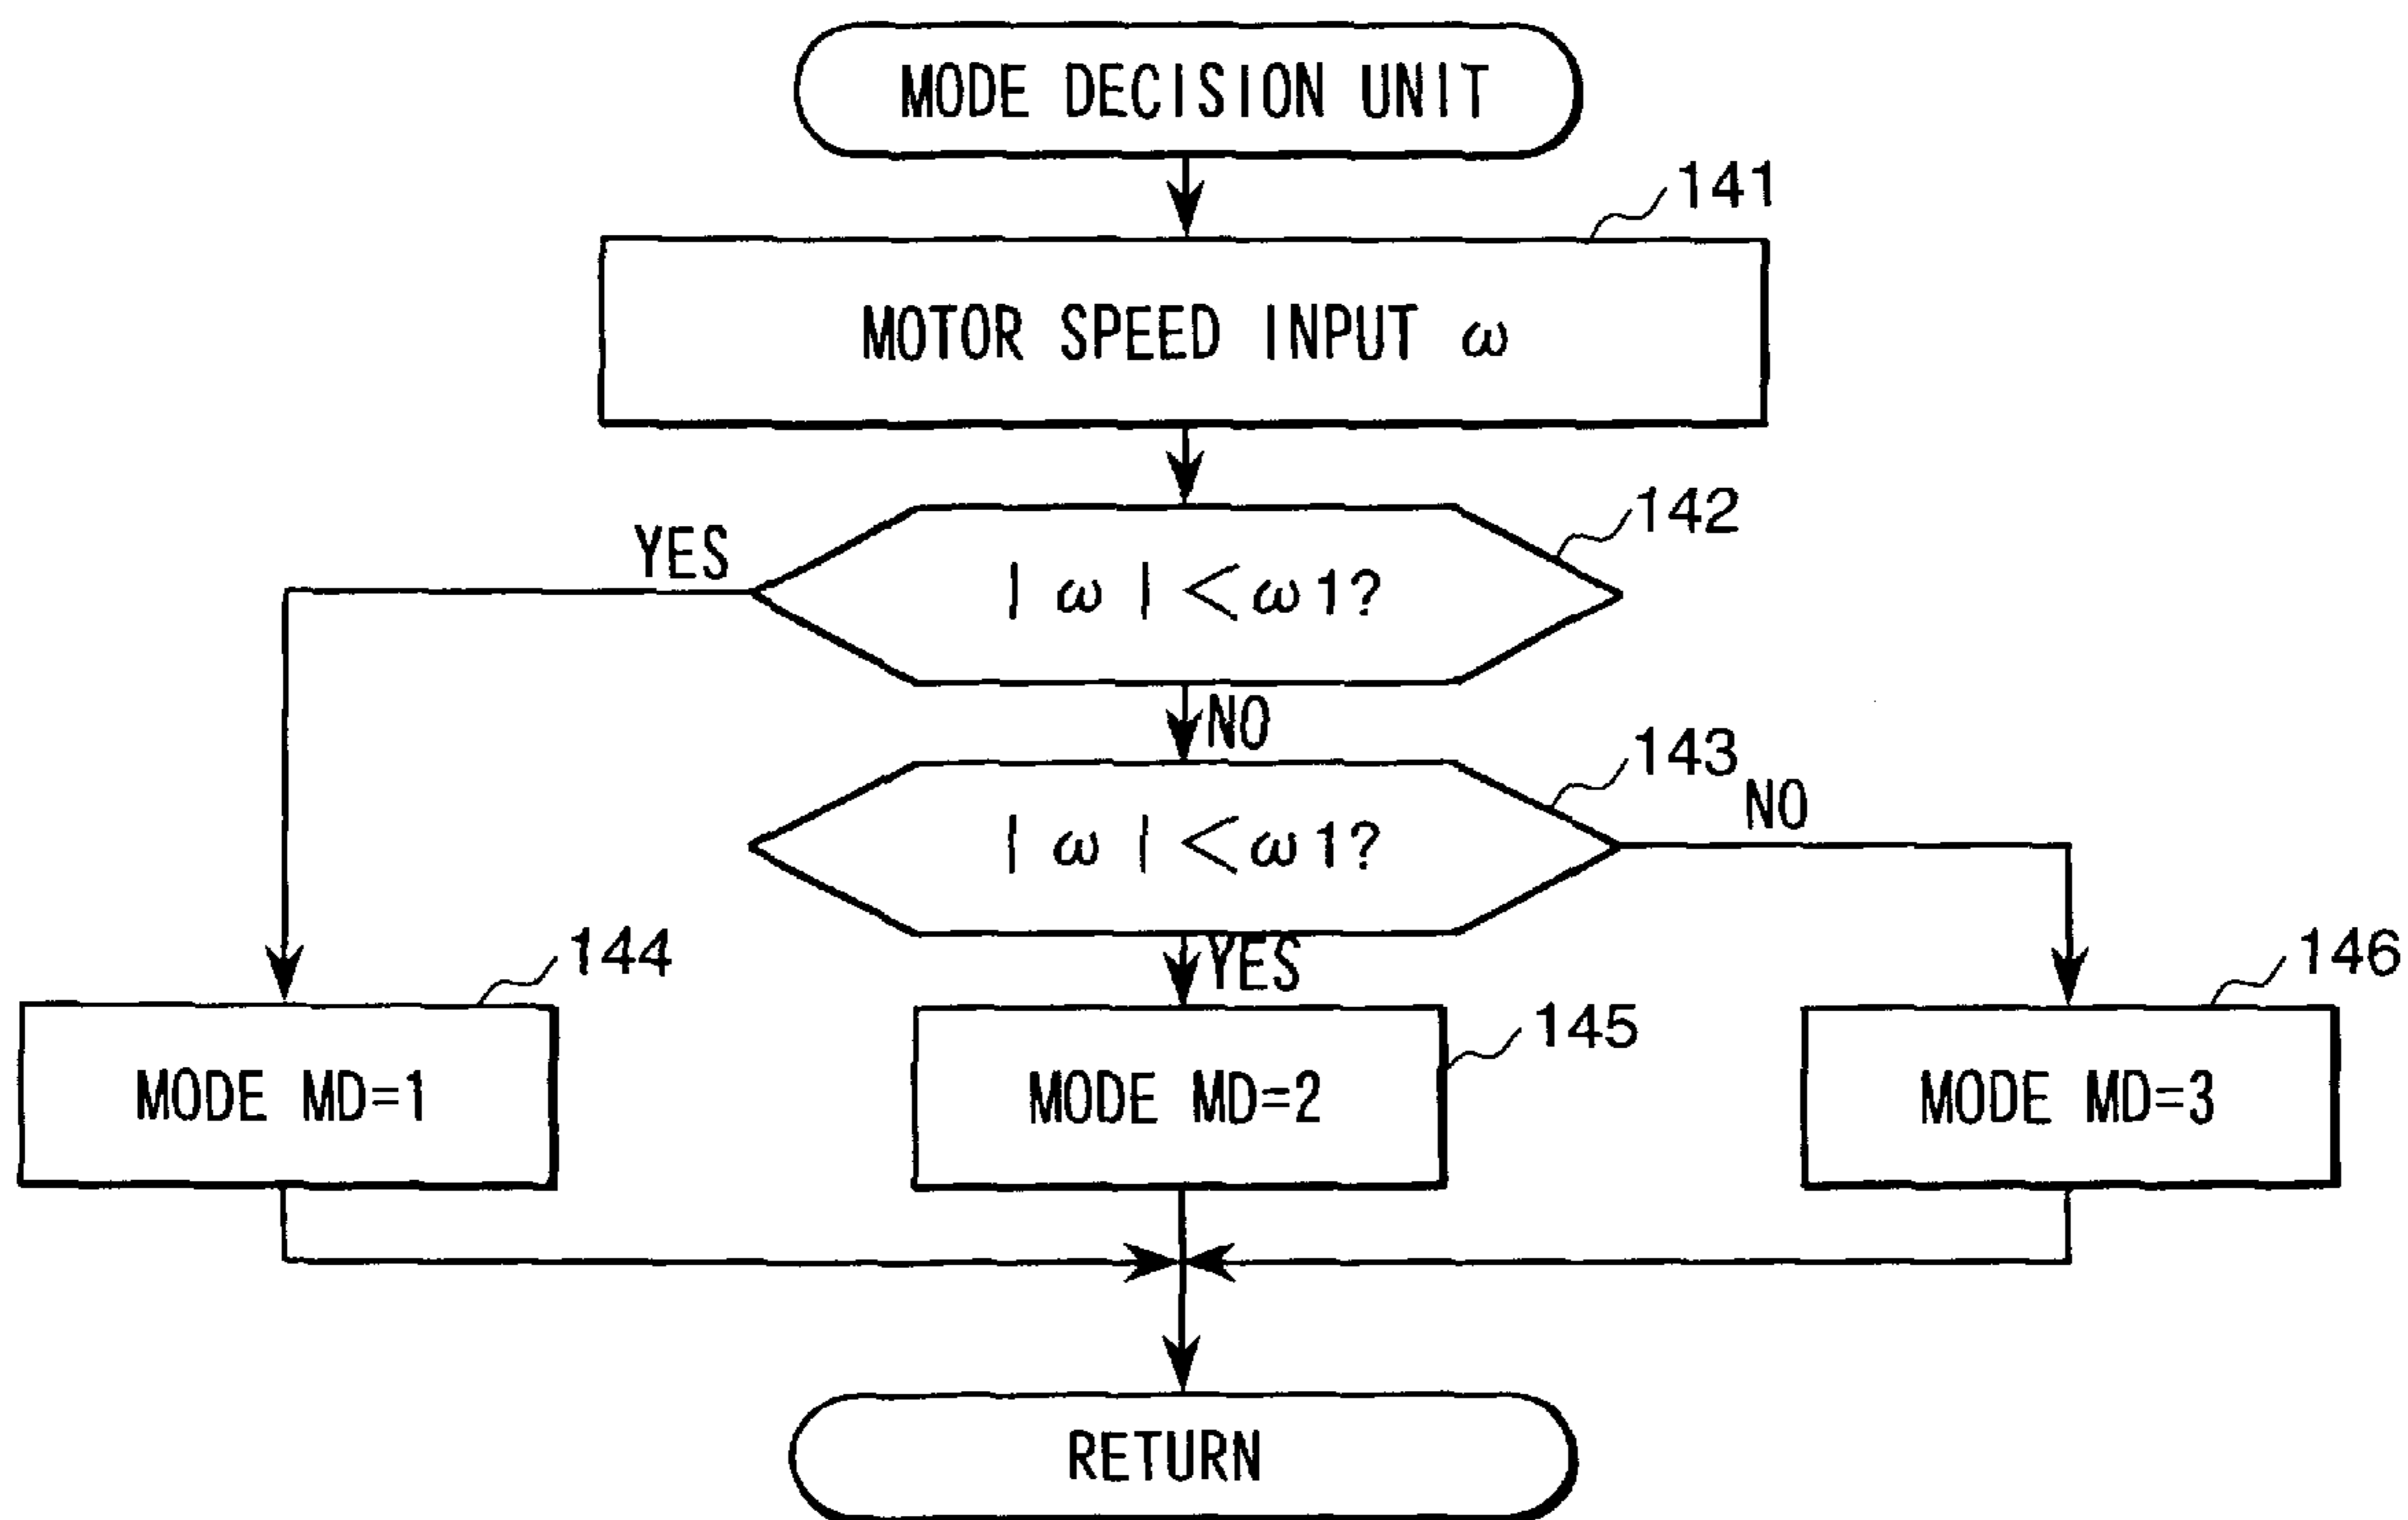 MODE DECISION UNIT
141
MOTOR SPEED INPUT ω
142
YES
| ω | <ω1?
NO
143
NO
| ω | <ω1?
YES
144
146
145
MODE MD=1
MODE MD=2
MODE MD=3
RETURN